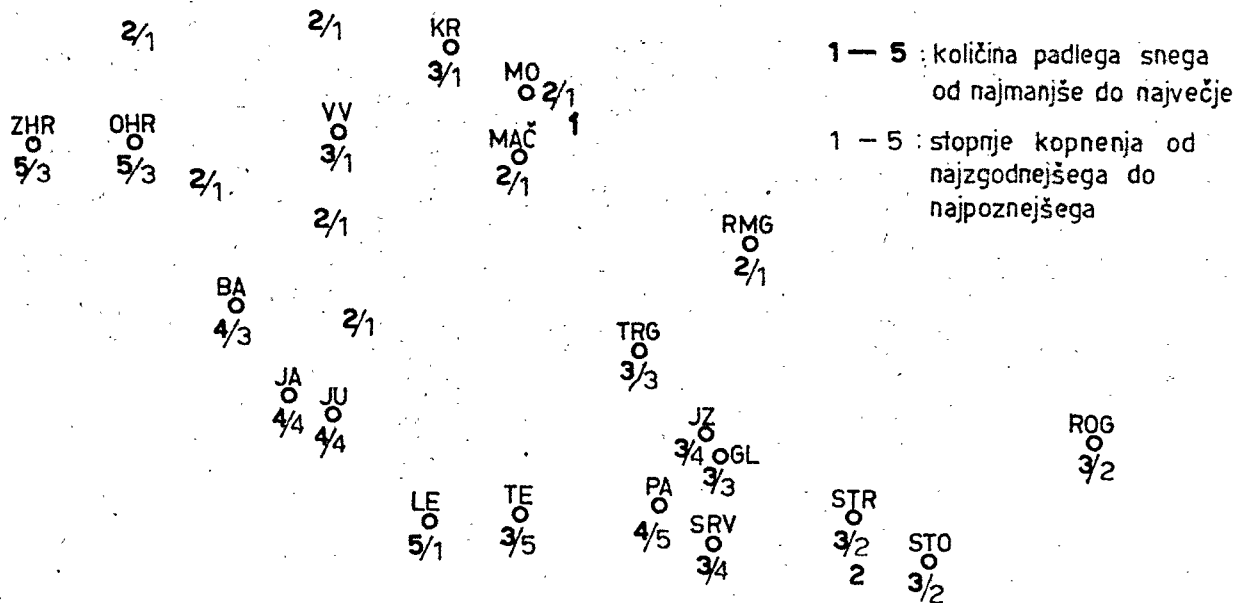 2/1
2/1
KR
3/1
MO
2/1
1
1 — 5 : količina padlega snega
od najmanjše do največje
1 — 5 : stopnje kopnenja od
najzgodnejšega do
najpoznejšega
ZHR
5/3
OHR
5/3
2/1
VV
3/1
MAČ
2/1
2/1
RMG
2/1
BA
4/3
2/1
TRG
3/3
JA
4/4
JU
4/4
JZ
3/4
GL
3/3
ROG
3/2
LE
5/1
TE
3/5
PA
4/5
SRV
3/4
STR
3/2
2
STO
3/2